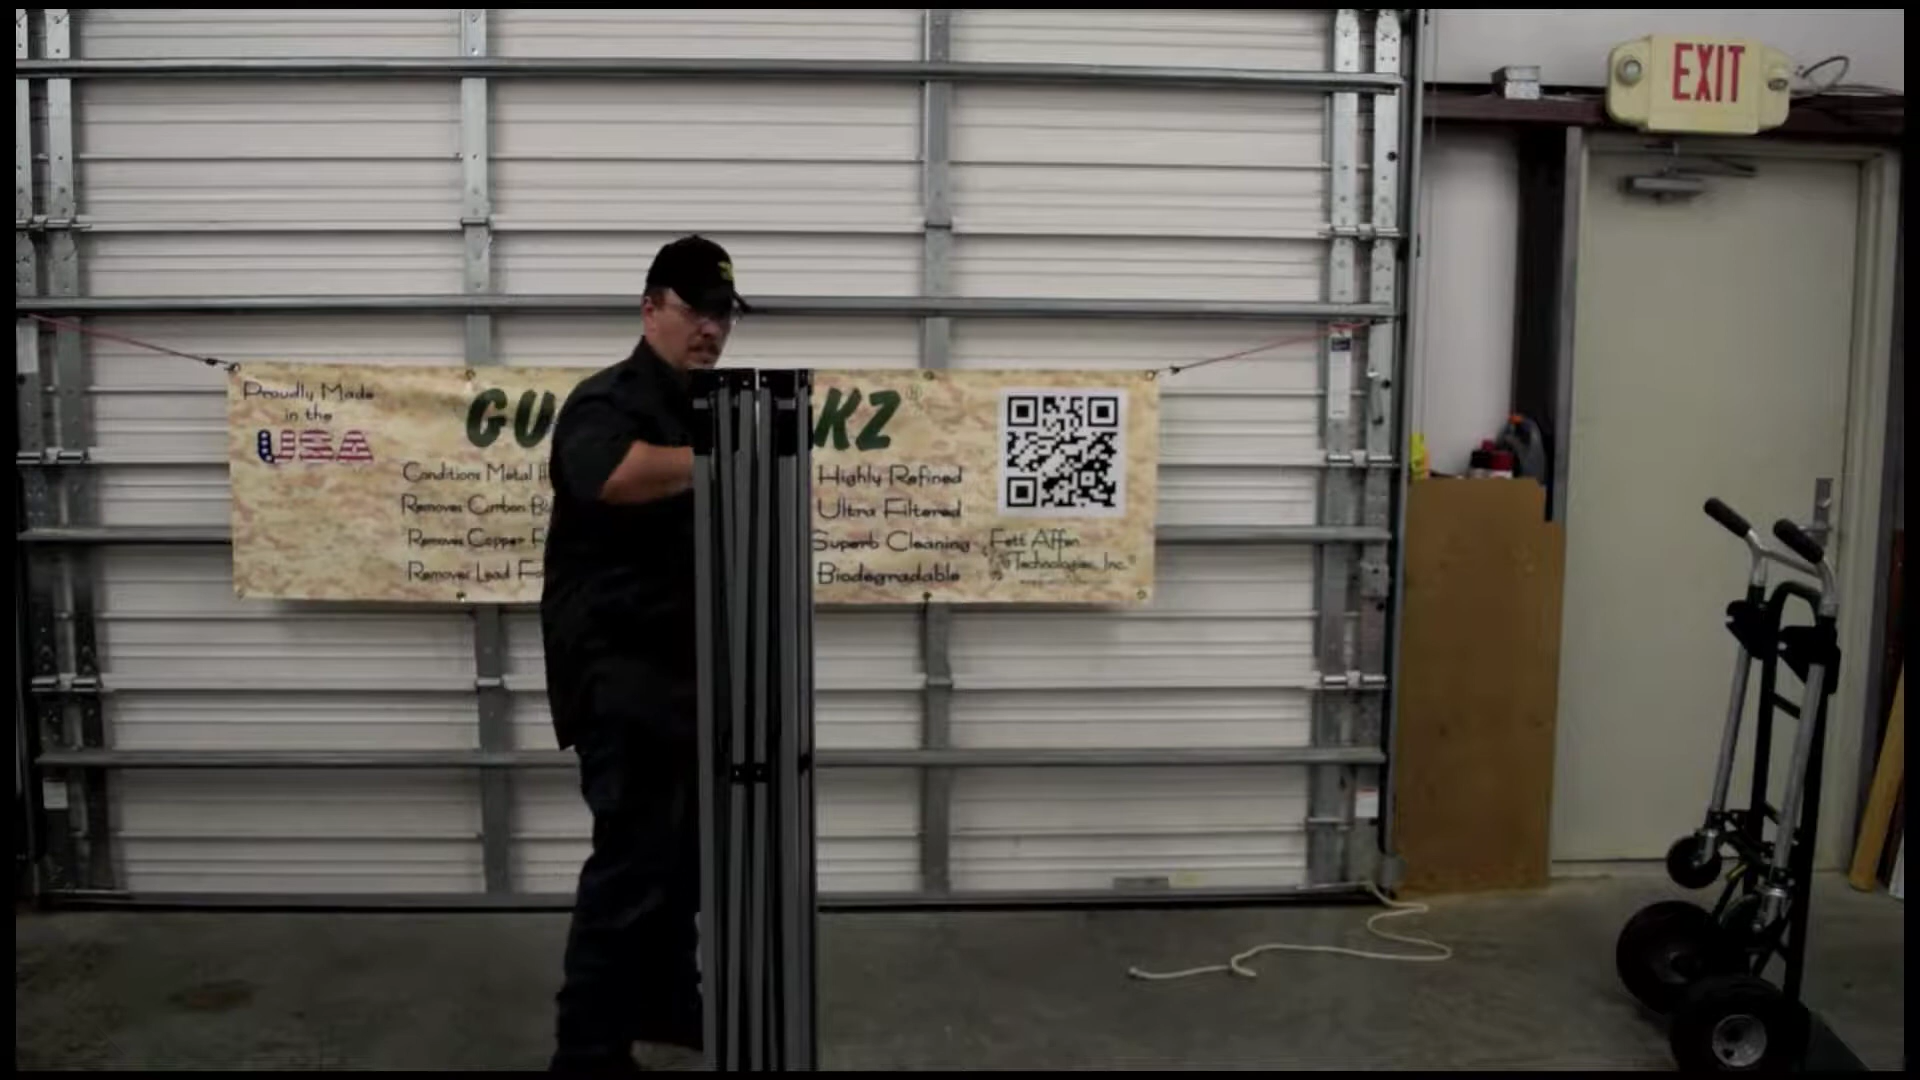 EXIT
Proudly Made
in the
USA
GU KZ®
Conditions Metal
Removes Carbon
Removes Copper
Removes Lead
Highly Refined
Ultra Filtered
Superb Cleaning
Biodegradable
Fett Affen
Technologies, Inc.